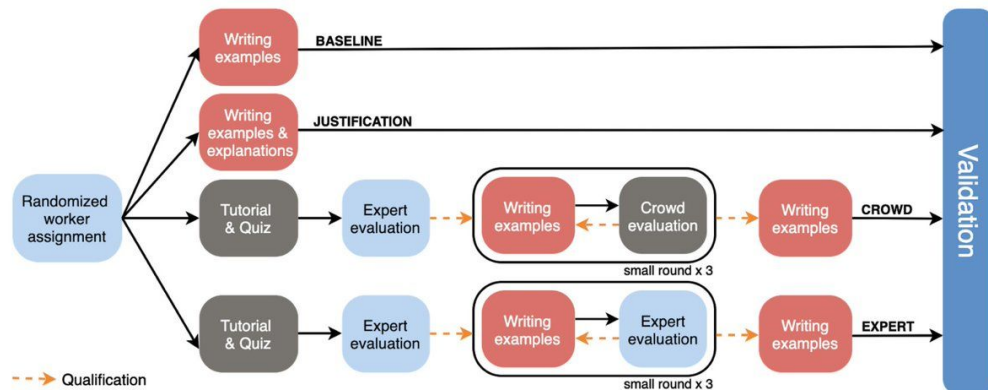 Writing
examples
BASELINE
Writing
examples &
explanations
JUSTIFICATION
Randomized
worker
assignment
Tutorial
& Quiz
Expert
evaluation
Writing
examples
Crowd
evaluation
small round x 3
Writing
examples
CROWD
Tutorial
& Quiz
Expert
evaluation
Writing
examples
Expert
evaluation
small round x 3
Writing
examples
EXPERT
Qualification
Validation